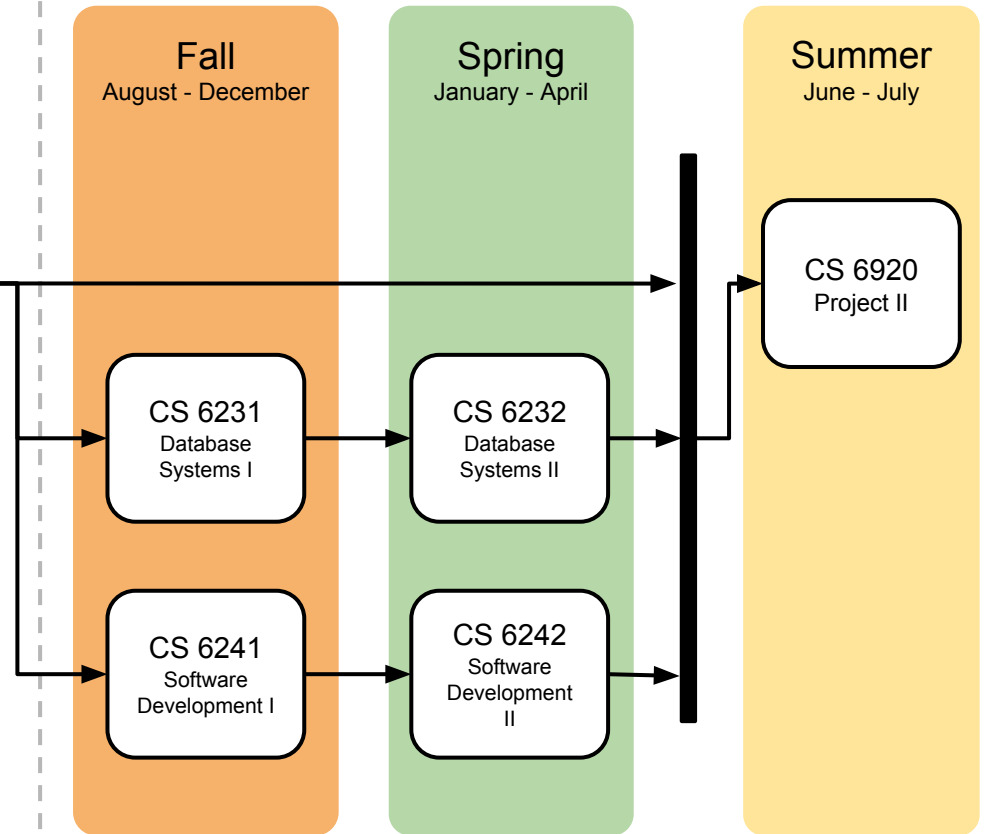 Fall
August - December
Spring
January - April
Summer
June - July
CS 6920
Project II
CS 6231
Database
Systems I
CS 6232
Database
Systems II
CS 6241
Software
Development I
CS 6242
Software
Development
II